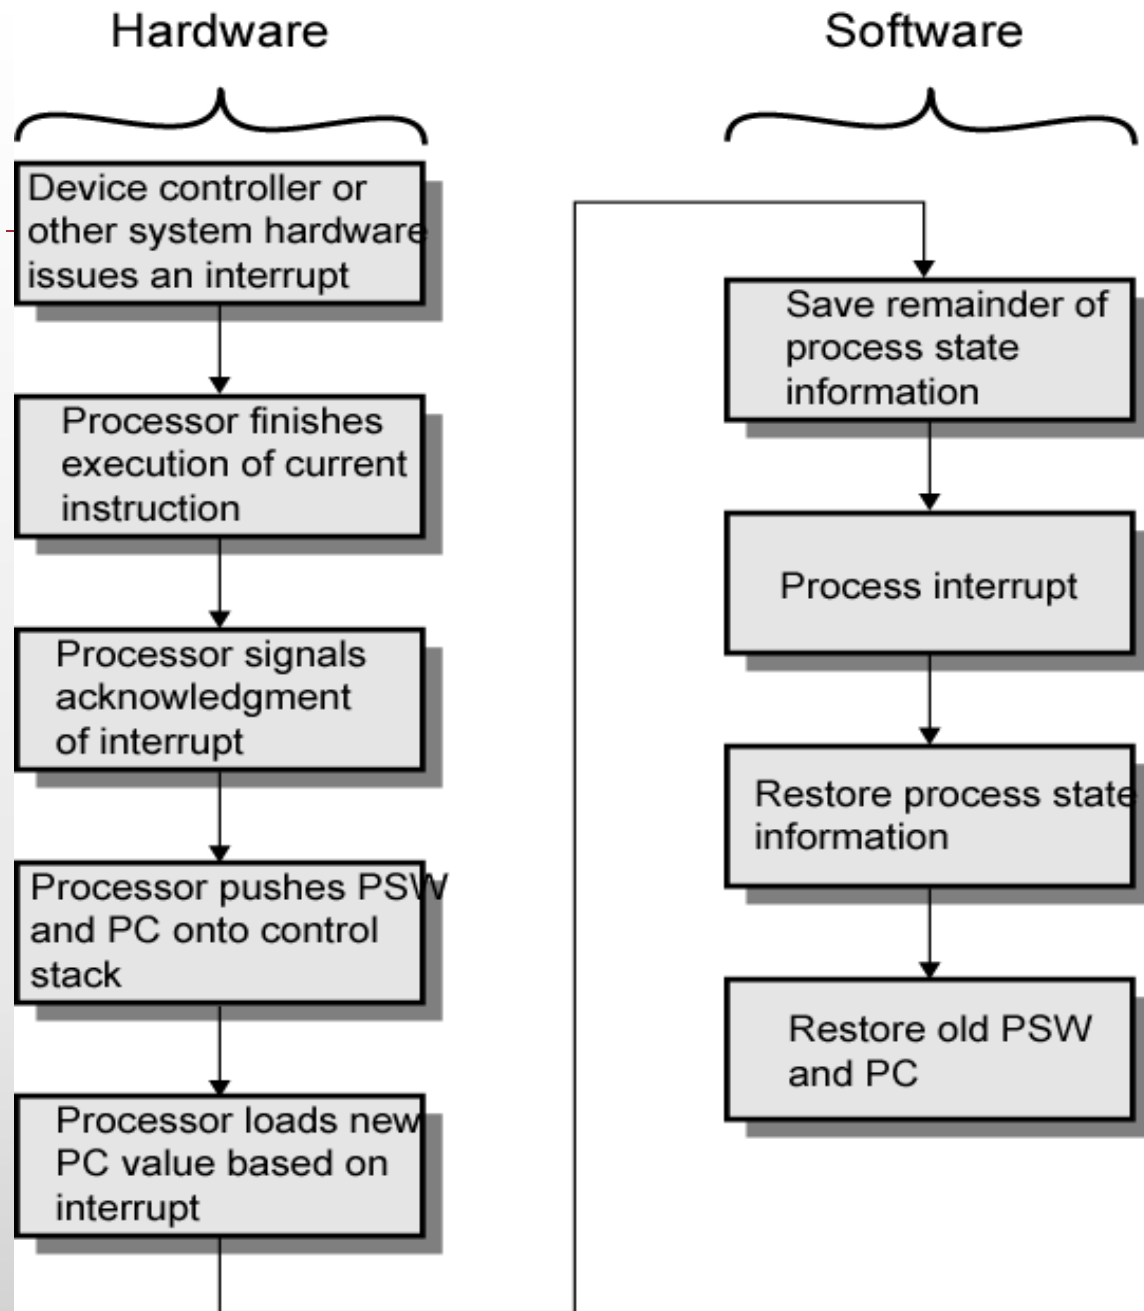 Hardware
Device controller or
other system hardware
issues an interrupt
Processor finishes
execution of current
instruction
Processor signals
acknowledgment
of interrupt
Processor pushes PSW
and PC onto control
stack
Processor loads new
PC value based on
interrupt
Software
Save remainder of
process state
information
Process interrupt
Restore process state
information
Restore old PSW
and PC